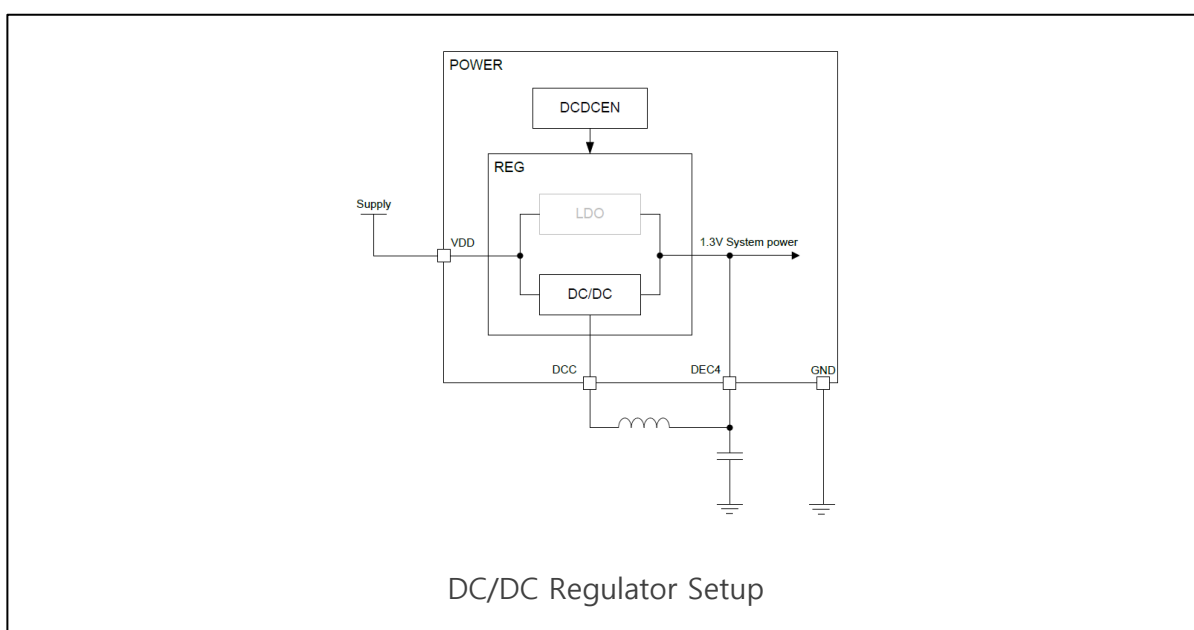 POWER
DCDCEN
REG
LDO
Supply
VDD
1.3V System power
DC/DC
DCC
DEC4
GND
DC/DC Regulator Setup